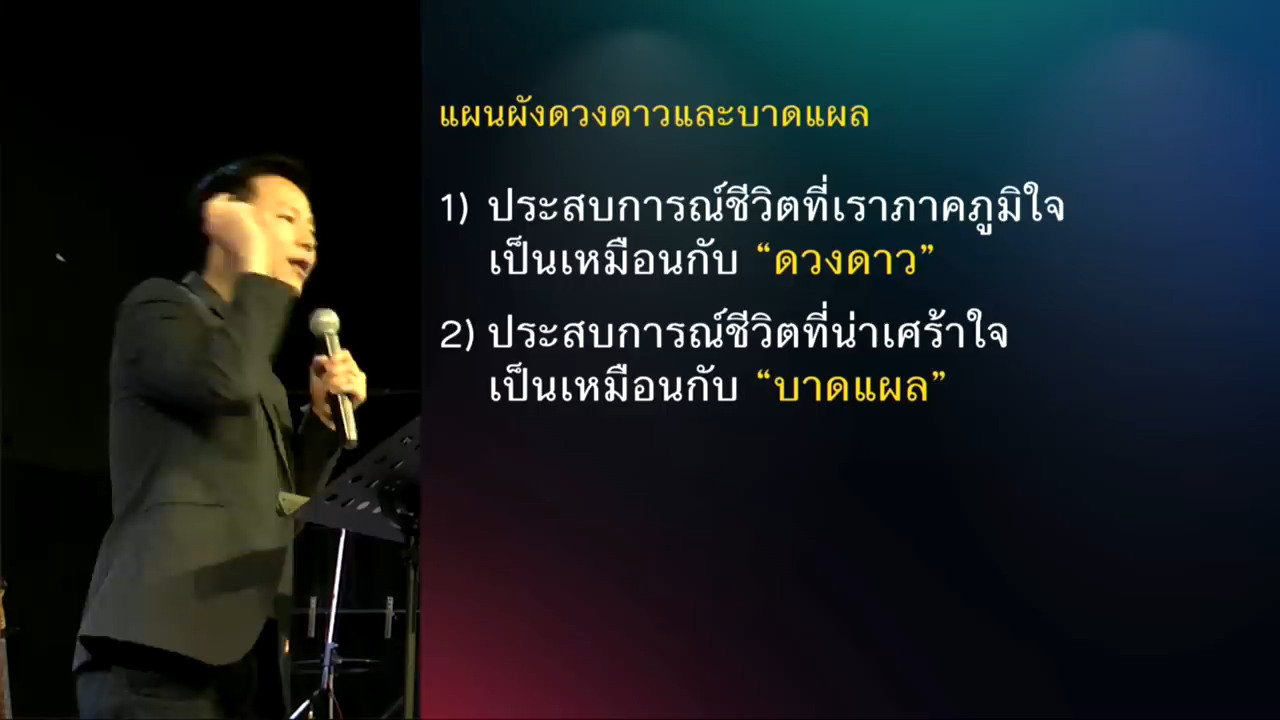 แผนผังดวงดาวและบาดแผล
1) ประสบการณ์ชีวิตที่เราภาคภูมิใจ
เป็นเหมือนกับ “ดวงดาว”
2) ประสบการณ์ชีวิตที่น่าเศร้าใจ
เป็นเหมือนกับ “บาดแผล”